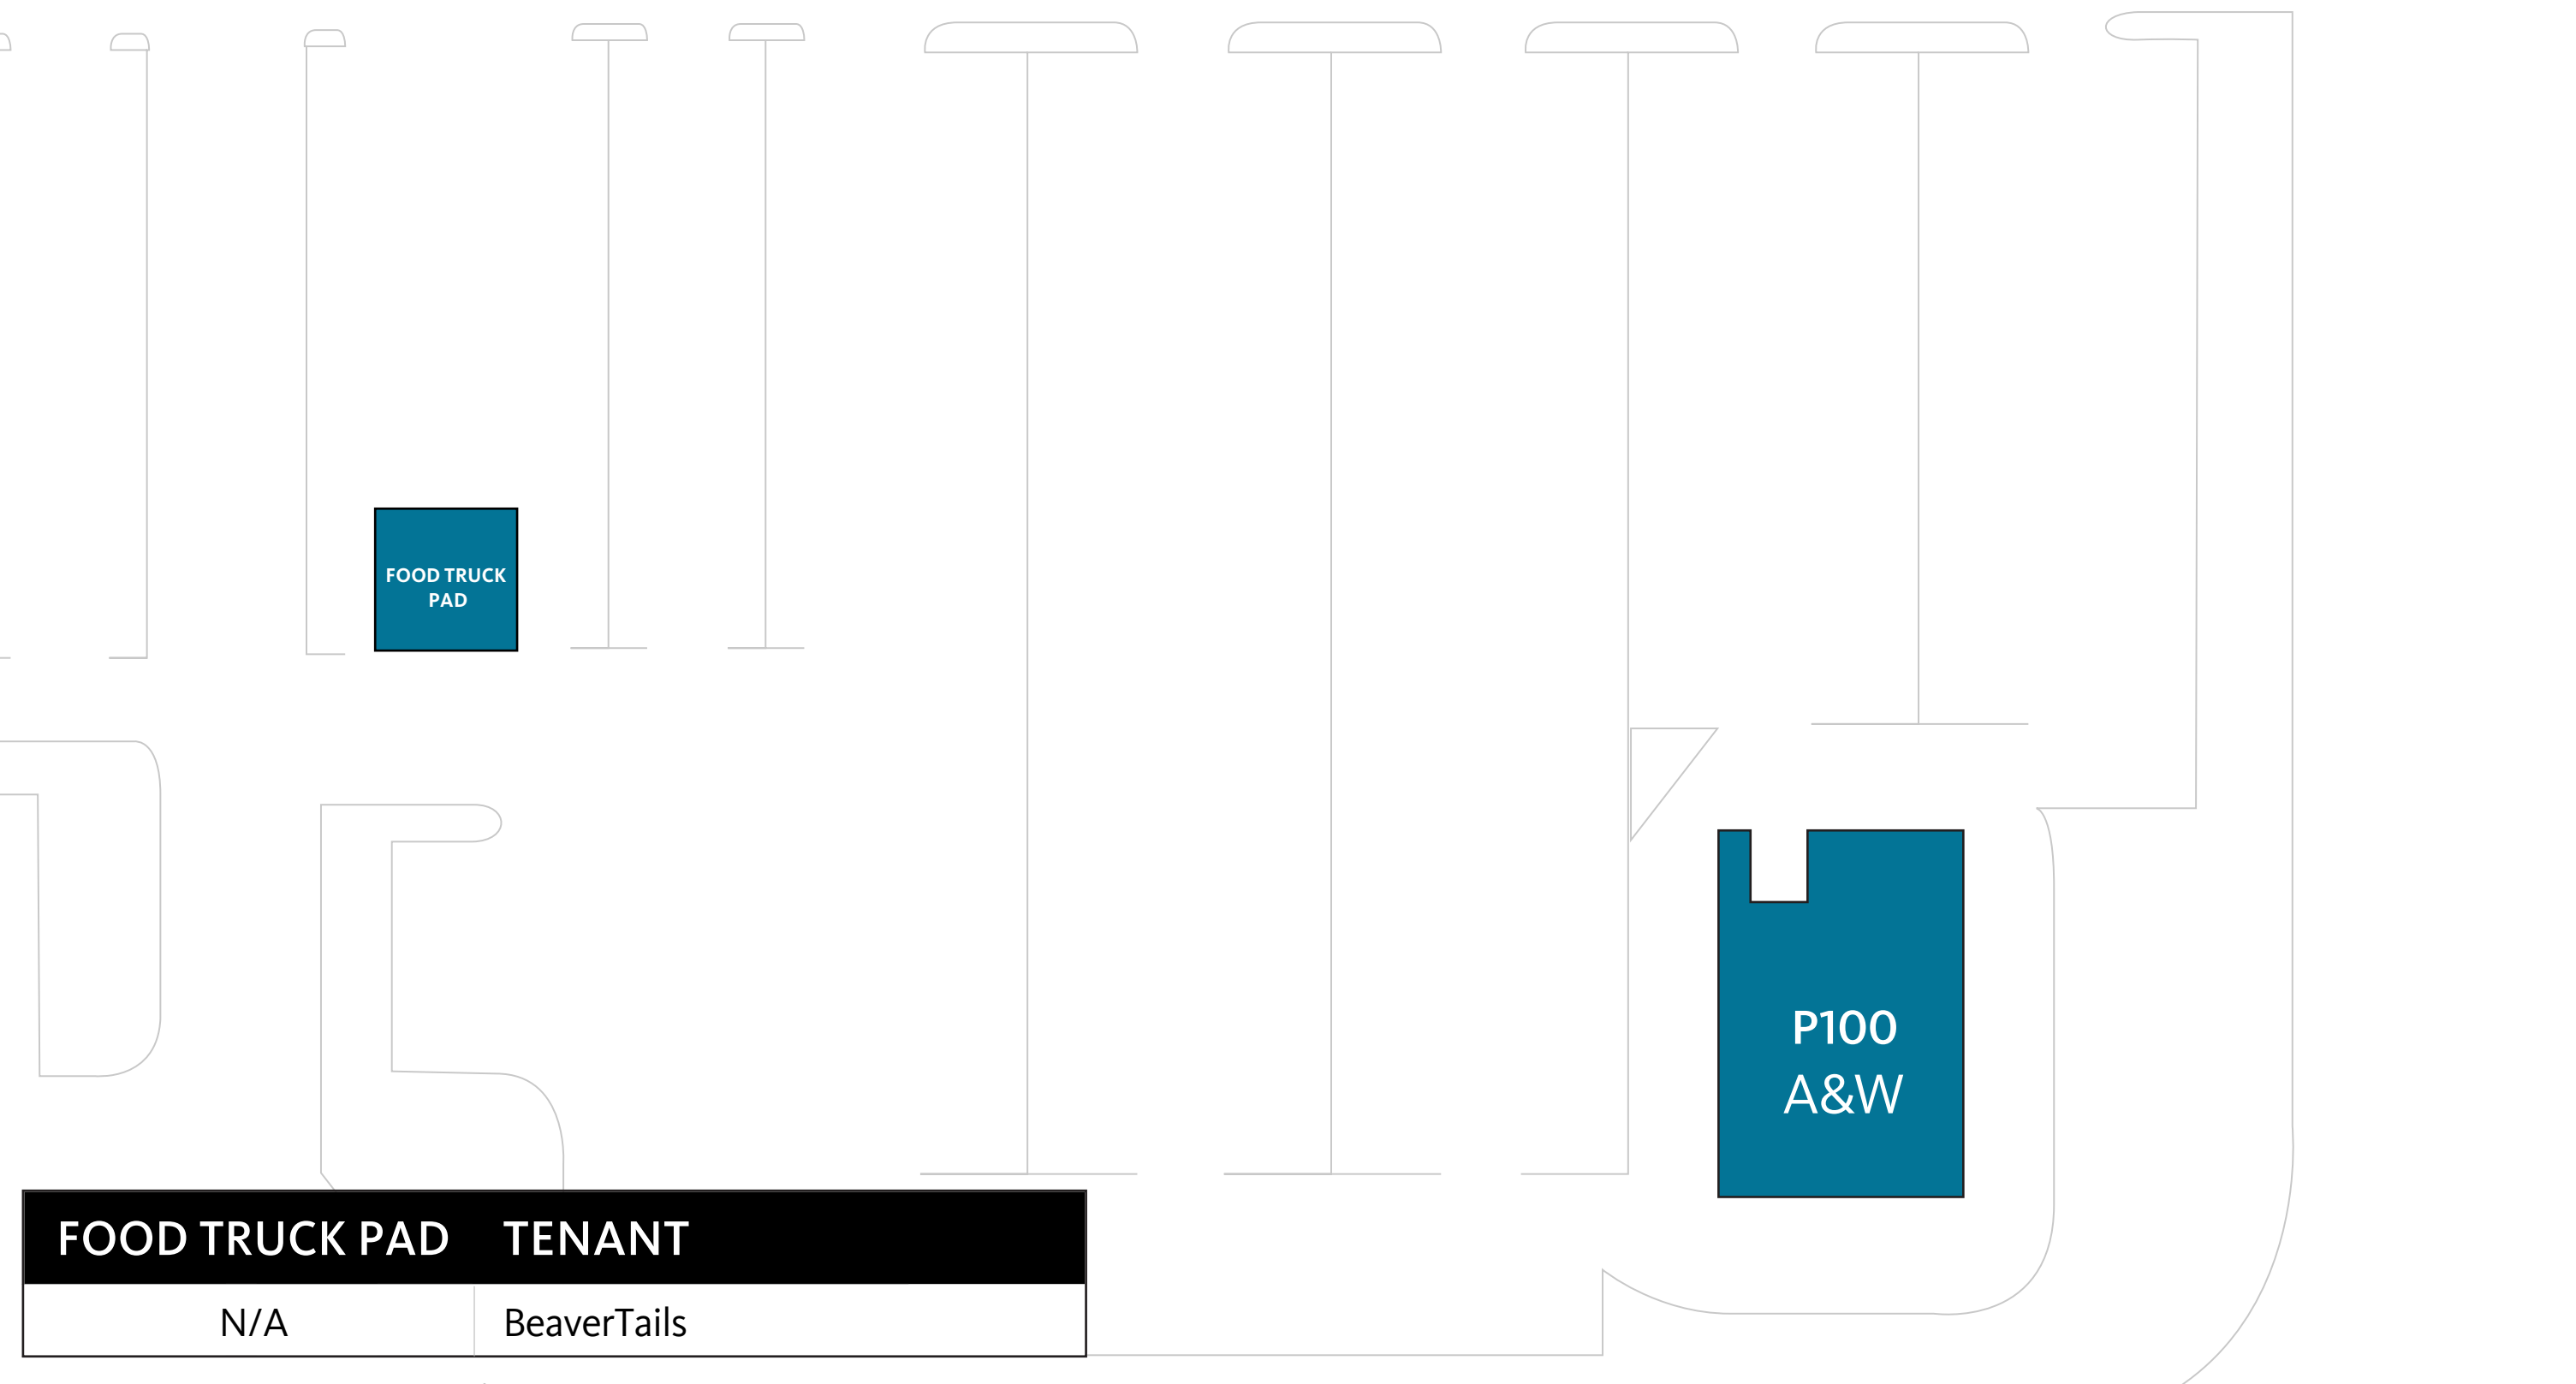 FOOD TRUCK
PAD
P100
A&W
FOOD TRUCK PAD TENANT
N/A BeaverTails